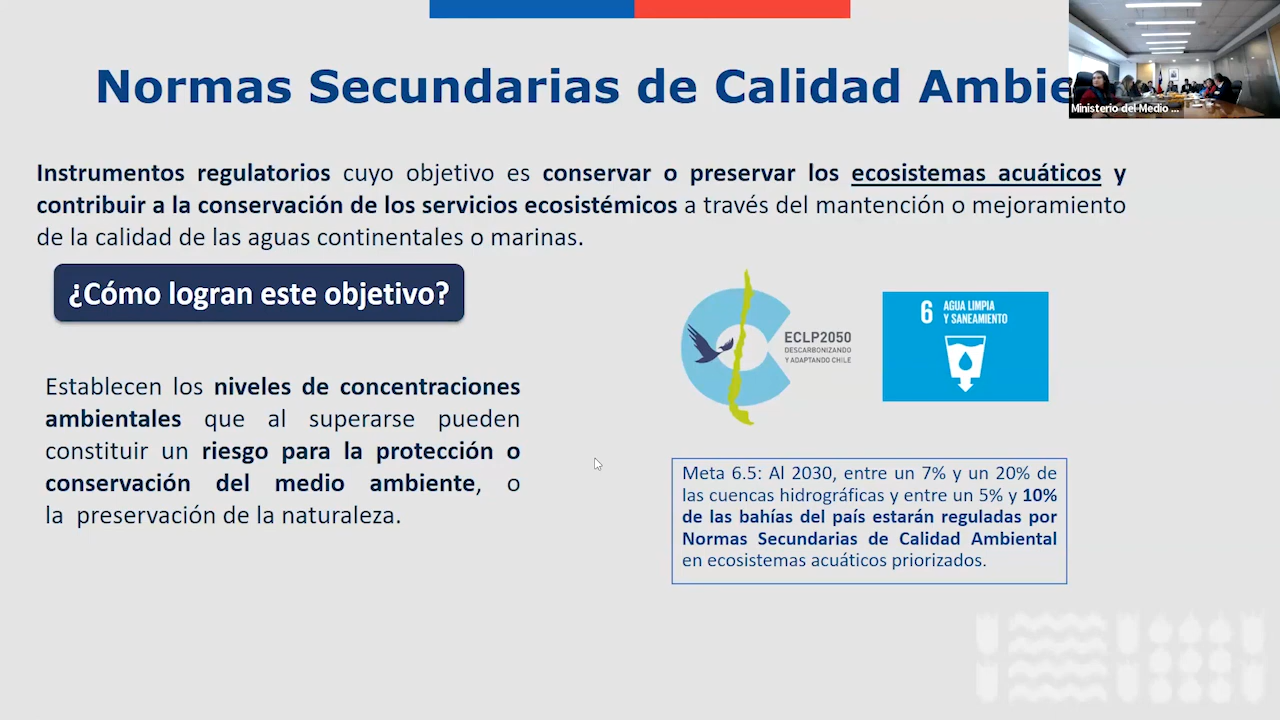 Normas Secundarias de Calidad Ambie
Ministerio del Medio ...
Instrumentos regulatorios cuyo objetivo es conservar o preservar los ecosistemas acuáticos y
contribuir a la conservación de los servicios ecosistémicos a través del mantención o mejoramiento
de la calidad de las aguas continentales o marinas.
¿Cómo logran este objetivo?
Establecen los niveles de concentraciones
ambientales que al superarse pueden
constituir un riesgo para la protección o
conservación del medio ambiente, o
la preservación de la naturaleza.
ECLP2050
DESCARBONIZANDO
Y ADAPTANDO CHILE
6 AGUA LIMPIA
Y SANEAMIENTO
Meta 6.5: Al 2030, entre un 7% y un 20% de
las cuencas hidrográficas y entre un 5% y 10%
de las bahías del país estarán reguladas por
Normas Secundarias de Calidad Ambiental
en ecosistemas acuáticos priorizados.